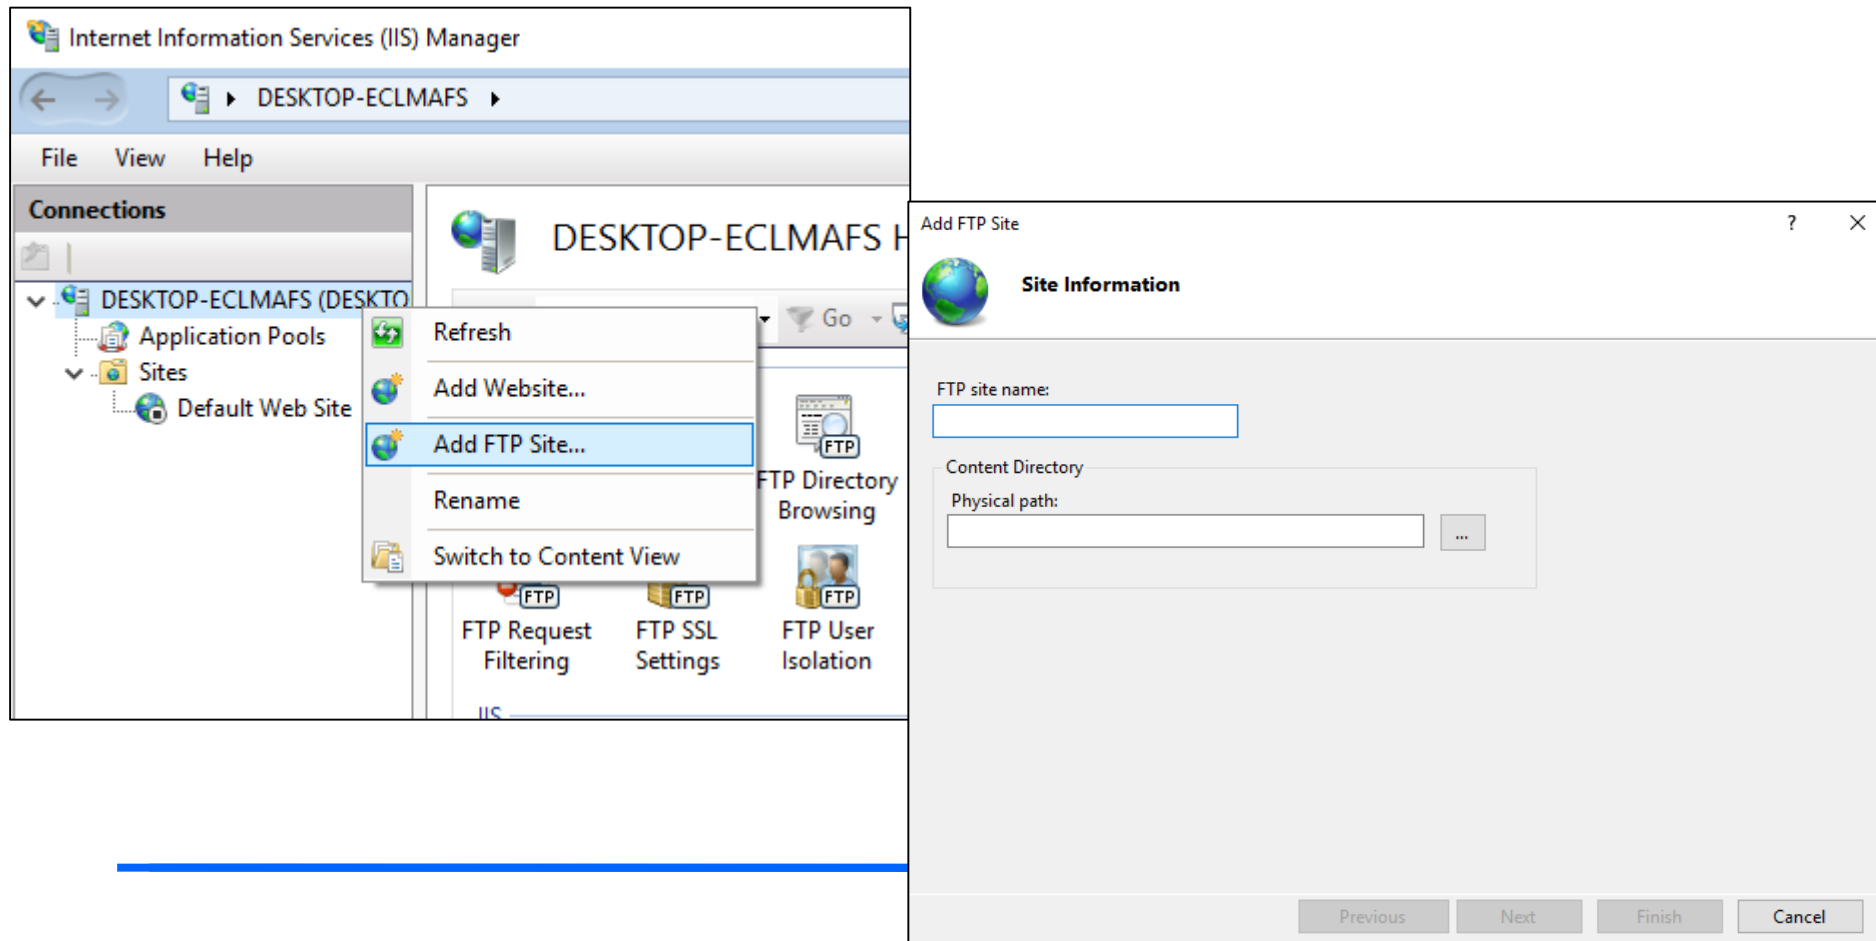 Internet Information Services (IIS) Manager
DESKTOP-ECLMAFS
File View Help
Connections
DESKTOP-ECLMAFS (DESKTO
Application Pools
Sites
Default Web Site
DESKTOP-ECLMAFS H
Go
Refresh
Add Website...
Add FTP Site...
Rename
Switch to Content View
FTP
FTP Directory
Browsing
FTP
FTP
FTP
FTP Request
Filtering
FTP SSL
Settings
FTP User
Isolation
IIS
Add FTP Site
?
Site Information
FTP site name:
Content Directory
Physical path:
...
Previous Next Finish Cancel